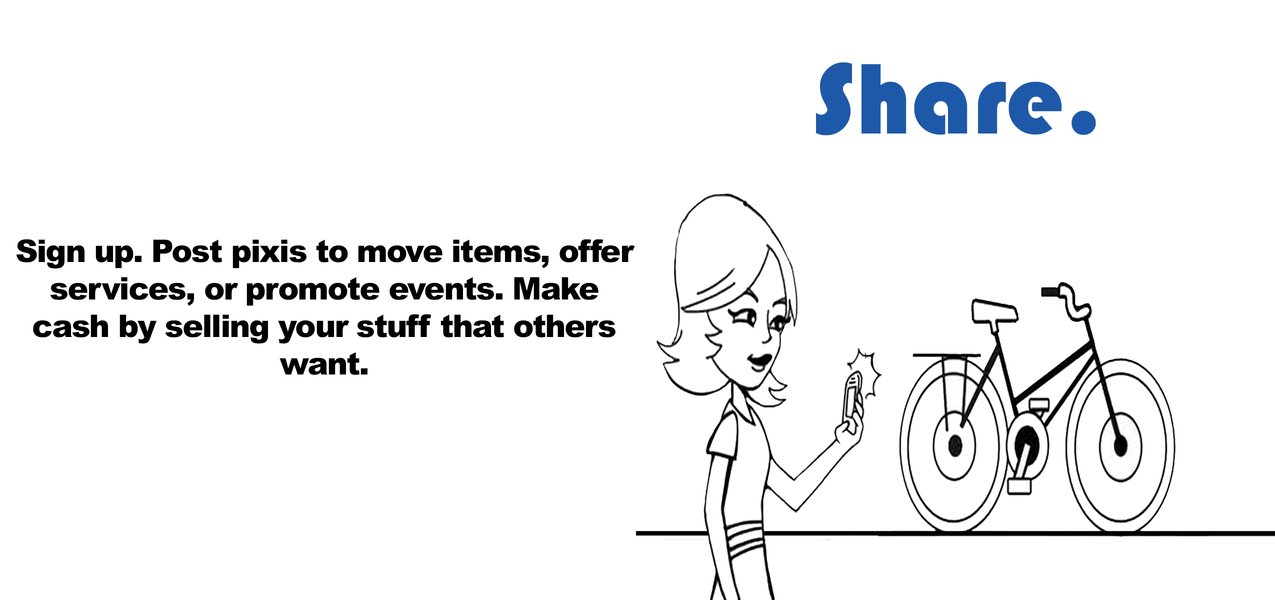 Share.
Sign up. Post pixis to move items, offer
services, or promote events. Make
cash by selling your stuff that others
want.